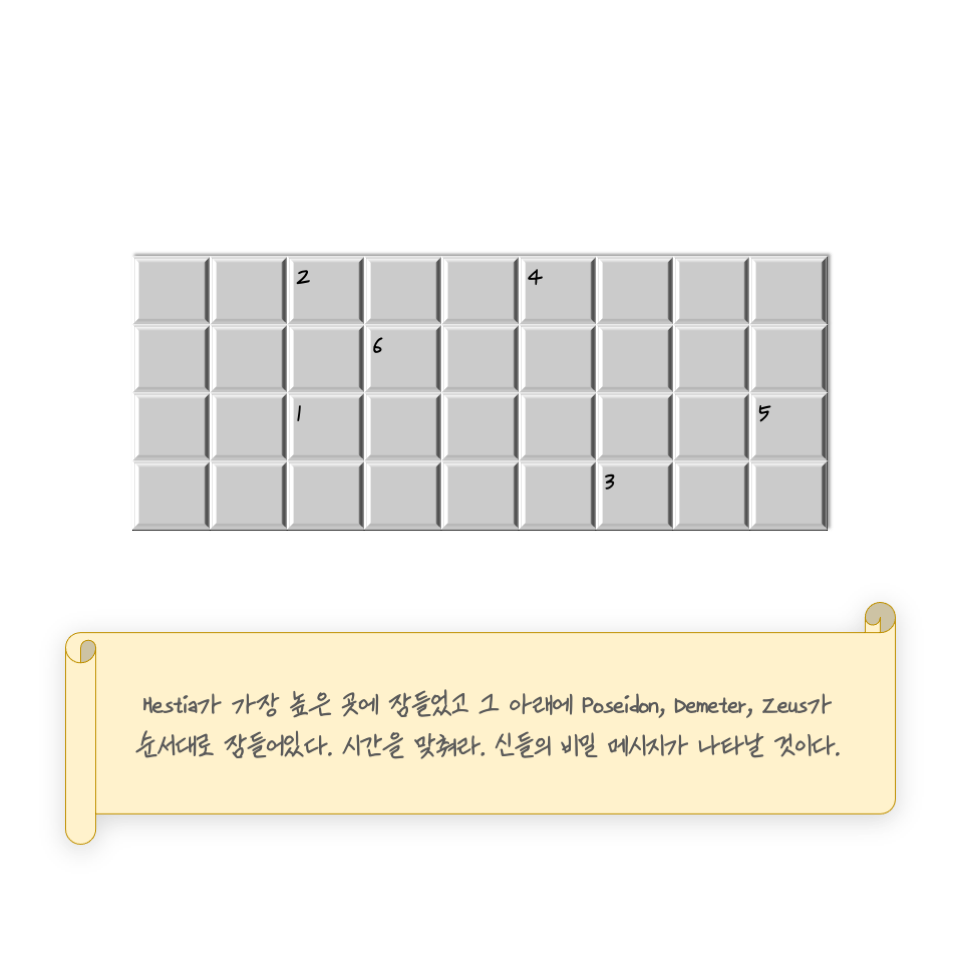 2 4
6
1 5
3
Hestia가 가장 높은 곳에 잠들었고 그 아래에 Poseidon, Demeter, Zeus가
순서대로 잠들어있다. 시간을 맞춰라. 신들의 비밀 메시지가 나타날 것이다.